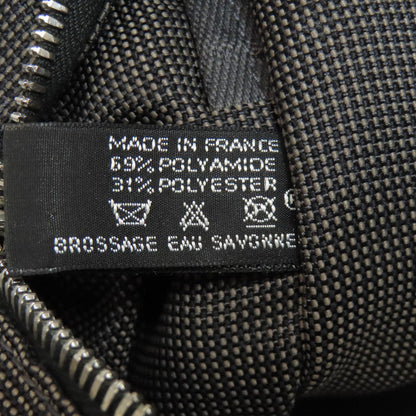 MADE IN FRANCE
69% POLYAMIDE
31% POLYESTER
BROSSAGE EAU SAVONNE